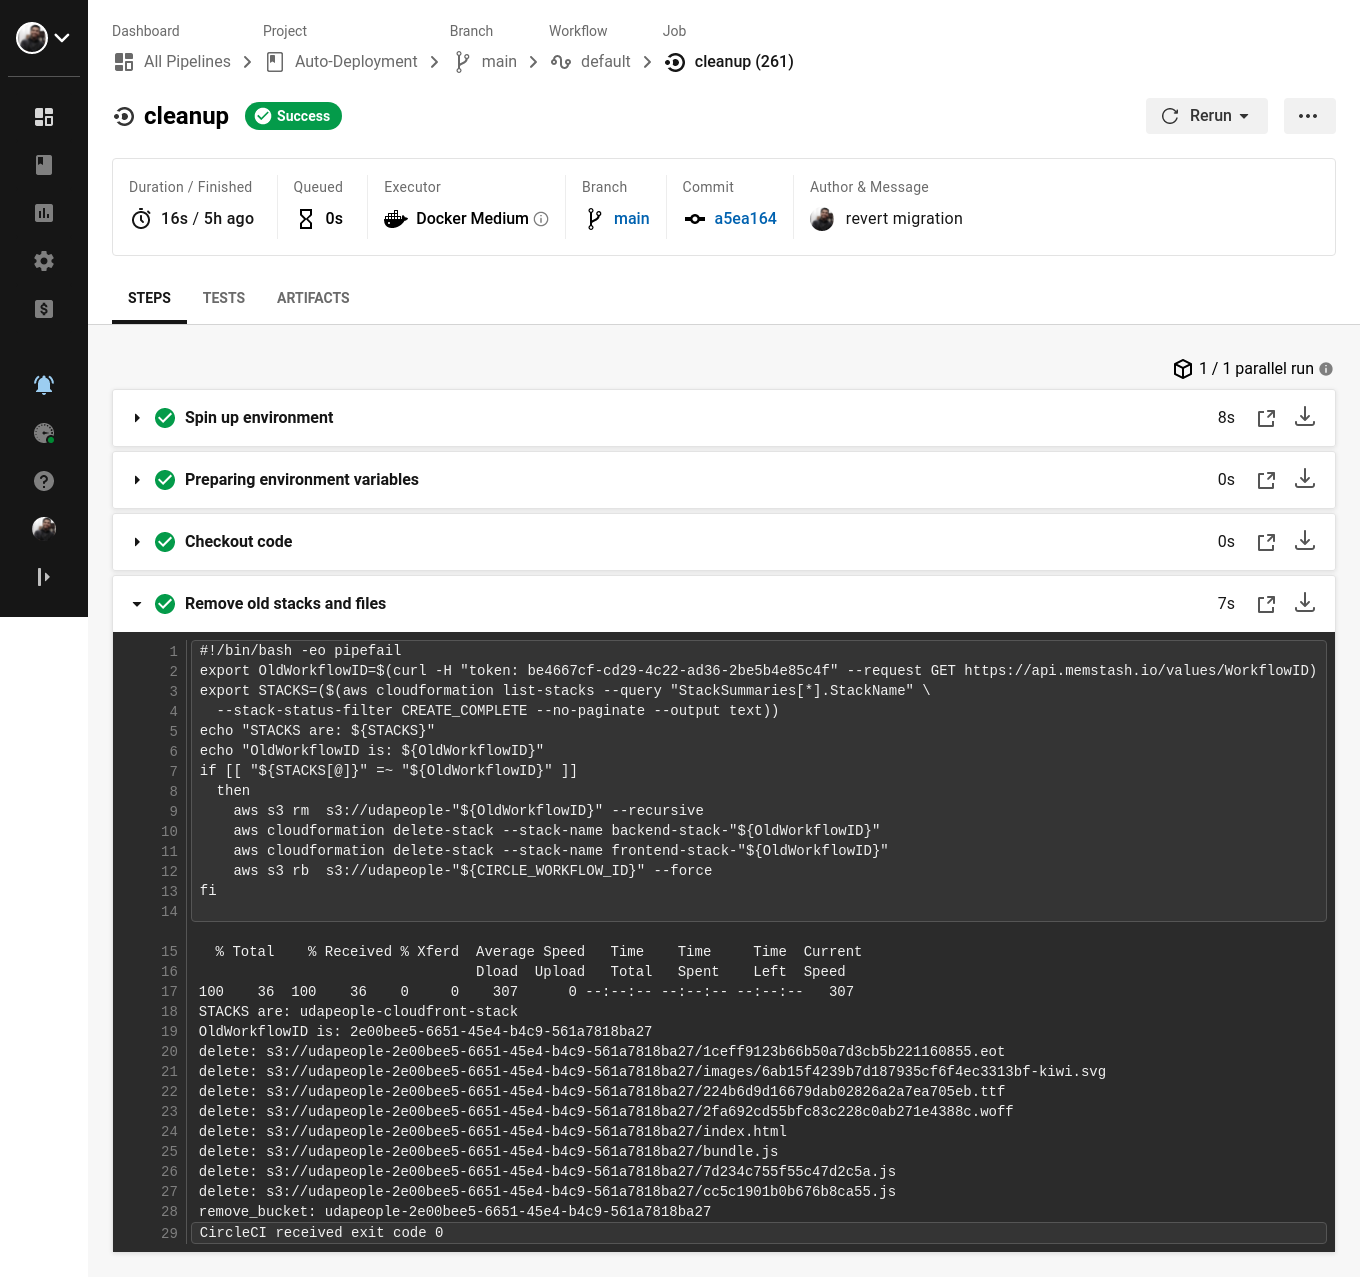 Dashboard Project Branch Workflow Job
All Pipelines Auto-Deployment main default cleanup (261)
cleanup Success Rerun
Duration / Finished Queued Executor Branch Commit Author & Message
16s / 5h ago 0s Docker Medium main a5ea164 revert migration
STEPS TESTS ARTIFACTS
1 / 1 parallel run
Spin up environment 8s
Preparing environment variables 0s
Checkout code 0s
Remove old stacks and files 7s
1 #!/bin/bash -eo pipefail
2 export OldWorkflowID=$(curl -H "token: be4667cf-cd29-4c22-ad36-2be5b4e85c4f" --request GET https://api.memstash.io/values/WorkflowID)
3 export STACKS=($(aws cloudformation list-stacks --query "StackSummaries[*].StackName" \
4 --stack-status-filter CREATE_COMPLETE --no-paginate --output text))
5 echo "STACKS are: ${STACKS}"
6 echo "OldWorkflowID is: ${OldWorkflowID}"
7 if [[ "${STACKS[@]}" =~ "${OldWorkflowID}" ]]
8 then
9 aws s3 rm  s3://udapeople-"${OldWorkflowID}" --recursive
10 aws cloudformation delete-stack --stack-name backend-stack-"${OldWorkflowID}"
11 aws cloudformation delete-stack --stack-name frontend-stack-"${OldWorkflowID}"
12 aws s3 rb  s3://udapeople-"${CIRCLE_WORKFLOW_ID}" --force
13 fi
14
15 % Total % Received % Xferd Average Speed Time Time Time Current
16 Dload Upload Total Spent Left Speed
17 100 36 100 36 0 0 307 0 --:--:-- --:--:-- --:--:-- 307
18 STACKS are: udapeople-cloudfront-stack
19 OldWorkflowID is: 2e00bee5-6651-45e4-b4c9-561a7818ba27
20 delete: s3://udapeople-2e00bee5-6651-45e4-b4c9-561a7818ba27/1ceff9123b66b50a7d3cb5b221160855.eot
21 delete: s3://udapeople-2e00bee5-6651-45e4-b4c9-561a7818ba27/images/6ab15f4239b7d187935cf6f4ec3313bf-kiwi.svg
22 delete: s3://udapeople-2e00bee5-6651-45e4-b4c9-561a7818ba27/224b6d9d16679dab02826a2a7ea705eb.ttf
23 delete: s3://udapeople-2e00bee5-6651-45e4-b4c9-561a7818ba27/2fa692cd55bfc83c228c0ab271e4388c.woff
24 delete: s3://udapeople-2e00bee5-6651-45e4-b4c9-561a7818ba27/index.html
25 delete: s3://udapeople-2e00bee5-6651-45e4-b4c9-561a7818ba27/bundle.js
26 delete: s3://udapeople-2e00bee5-6651-45e4-b4c9-561a7818ba27/7d234c755f55c47d2c5a.js
27 delete: s3://udapeople-2e00bee5-6651-45e4-b4c9-561a7818ba27/cc5c1901b0b676b8ca55.js
28 remove_bucket: udapeople-2e00bee5-6651-45e4-b4c9-561a7818ba27
29 CircleCI received exit code 0